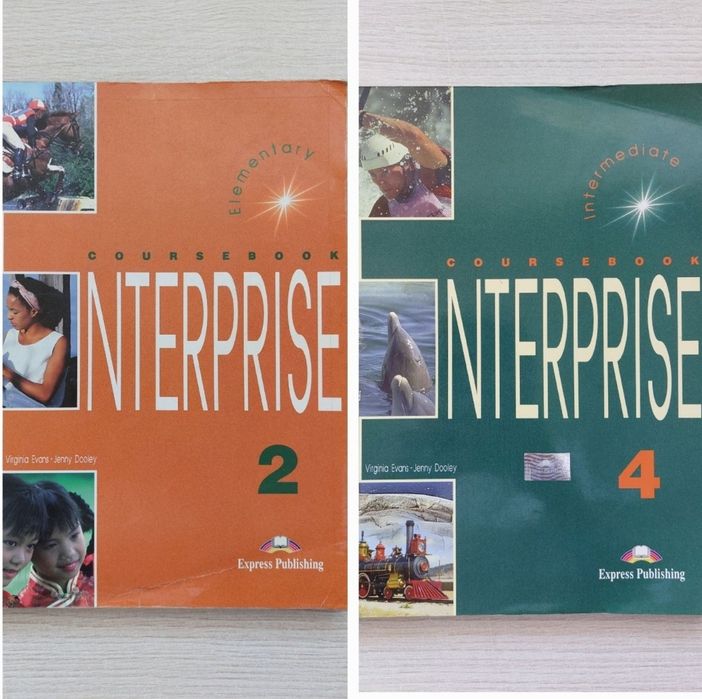 Elementary
COURSEBOOK
NTERPRISE
Virginia Evans-Jenny Dooley
2
Express Publishing
Intermediate
COURSEBOOK
NTERPRISE
Virginia Evans-Jenny Dooley
4
Express Publishing